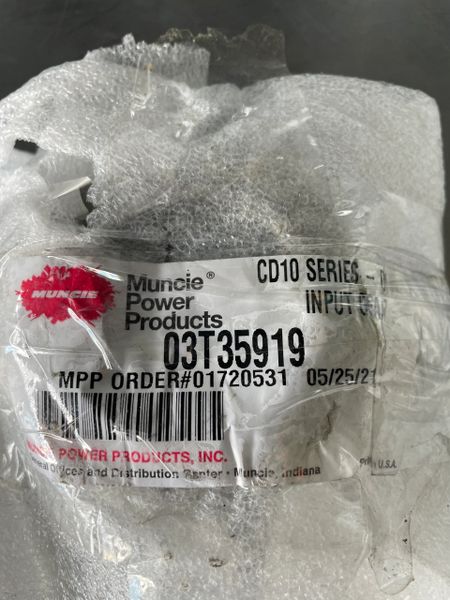 MUNCIE
Muncie®
Power
Products
CD10 SERIES -
INPUT
03T35919
MPP ORDER#01720531 05/25/21
POWER PRODUCTS, INC.
Offices and Distribution Center • Muncie, Indiana
U.S.A.